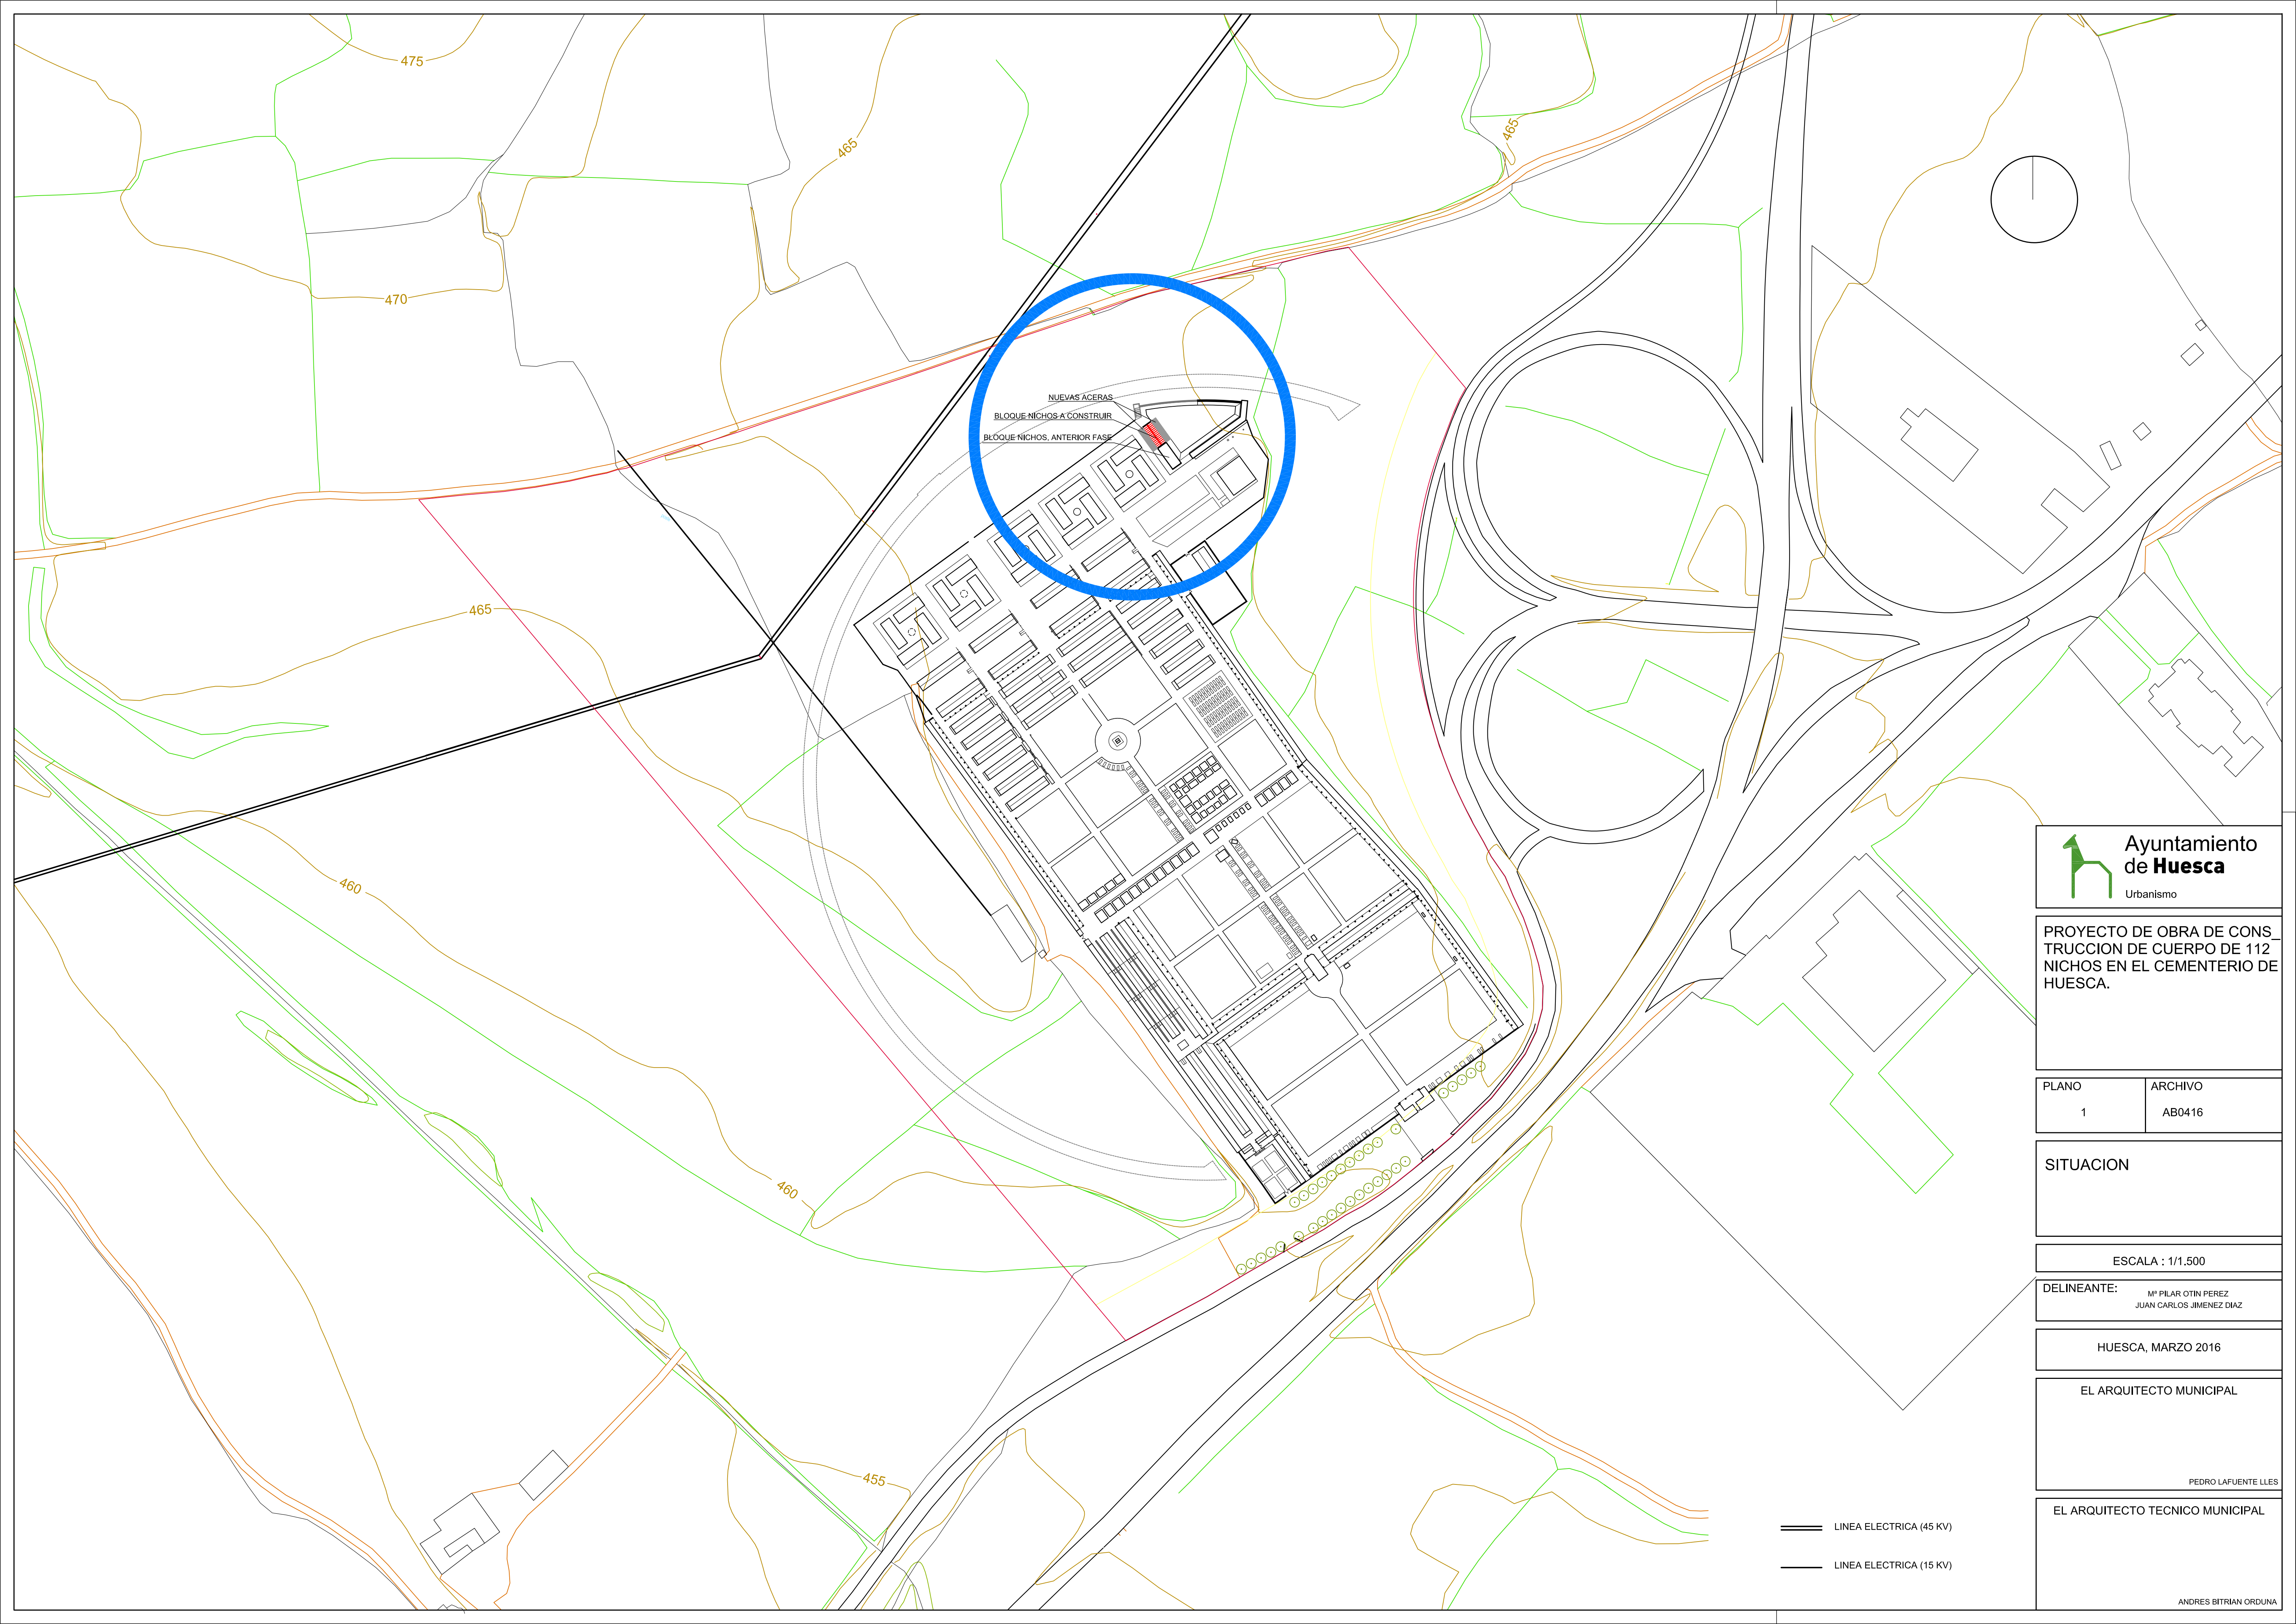 475
465
465
470
NUEVAS ACERAS
BLOQUE NICHOS A CONSTRUIR
BLOQUE NICHOS, ANTERIOR FASE
465
460
460
455
Ayuntamiento
de Huesca
Urbanismo
PROYECTO DE OBRA DE CONS_
TRUCCION DE CUERPO DE 112
NICHOS EN EL CEMENTERIO DE
HUESCA.
PLANO
ARCHIVO
1
AB0416
SITUACION
ESCALA : 1/1.500
DELINEANTE:
Mª PILAR OTIN PEREZ
JUAN CARLOS JIMENEZ DIAZ
HUESCA, MARZO 2016
EL ARQUITECTO MUNICIPAL
PEDRO LAFUENTE LLES
EL ARQUITECTO TECNICO MUNICIPAL
ANDRES BITRIAN ORDUNA
LINEA ELECTRICA (45 KV)
LINEA ELECTRICA (15 KV)